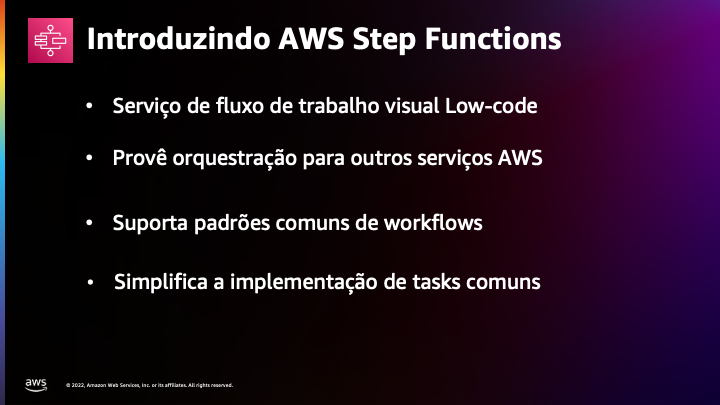 Introduzindo AWS Step Functions
• Serviço de fluxo de trabalho visual Low-code
• Provê orquestração para outros serviços AWS
• Suporta padrões comuns de workflows
• Simplifica a implementação de tasks comuns
aws
© 2022, Amazon Web Services, Inc. or its affiliates. All rights reserved.